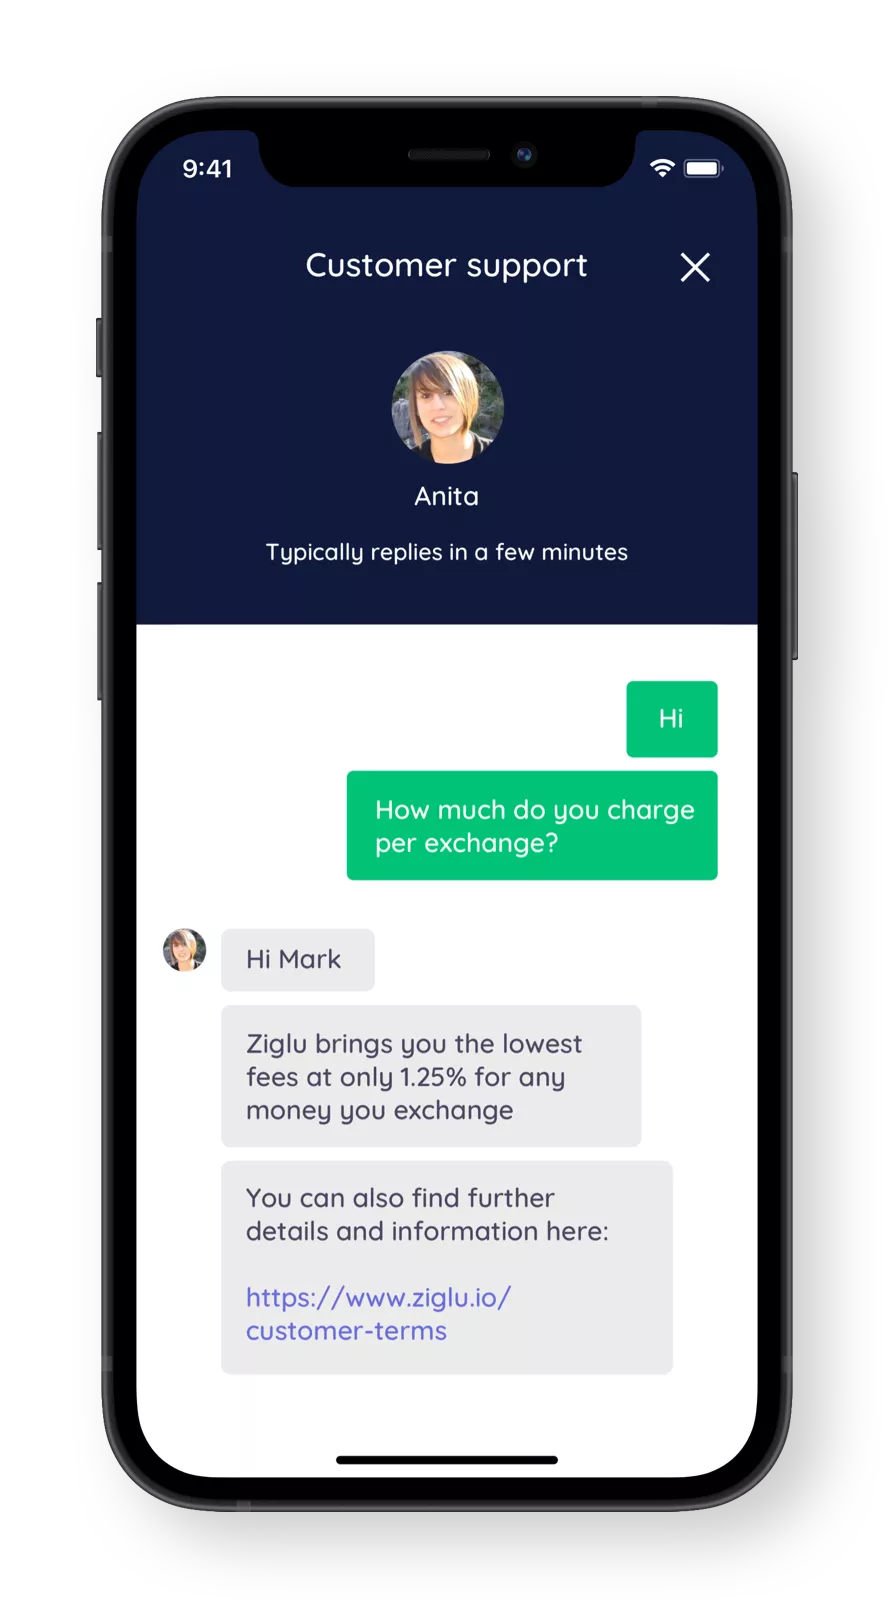 9:41
Customer support
Anita
Typically replies in a few minutes
Hi
How much do you charge
per exchange?
Hi Mark
Ziglu brings you the lowest
fees at only 1.25% for any
money you exchange
You can also find further
details and information here:
https://www.ziglu.io/
customer-terms